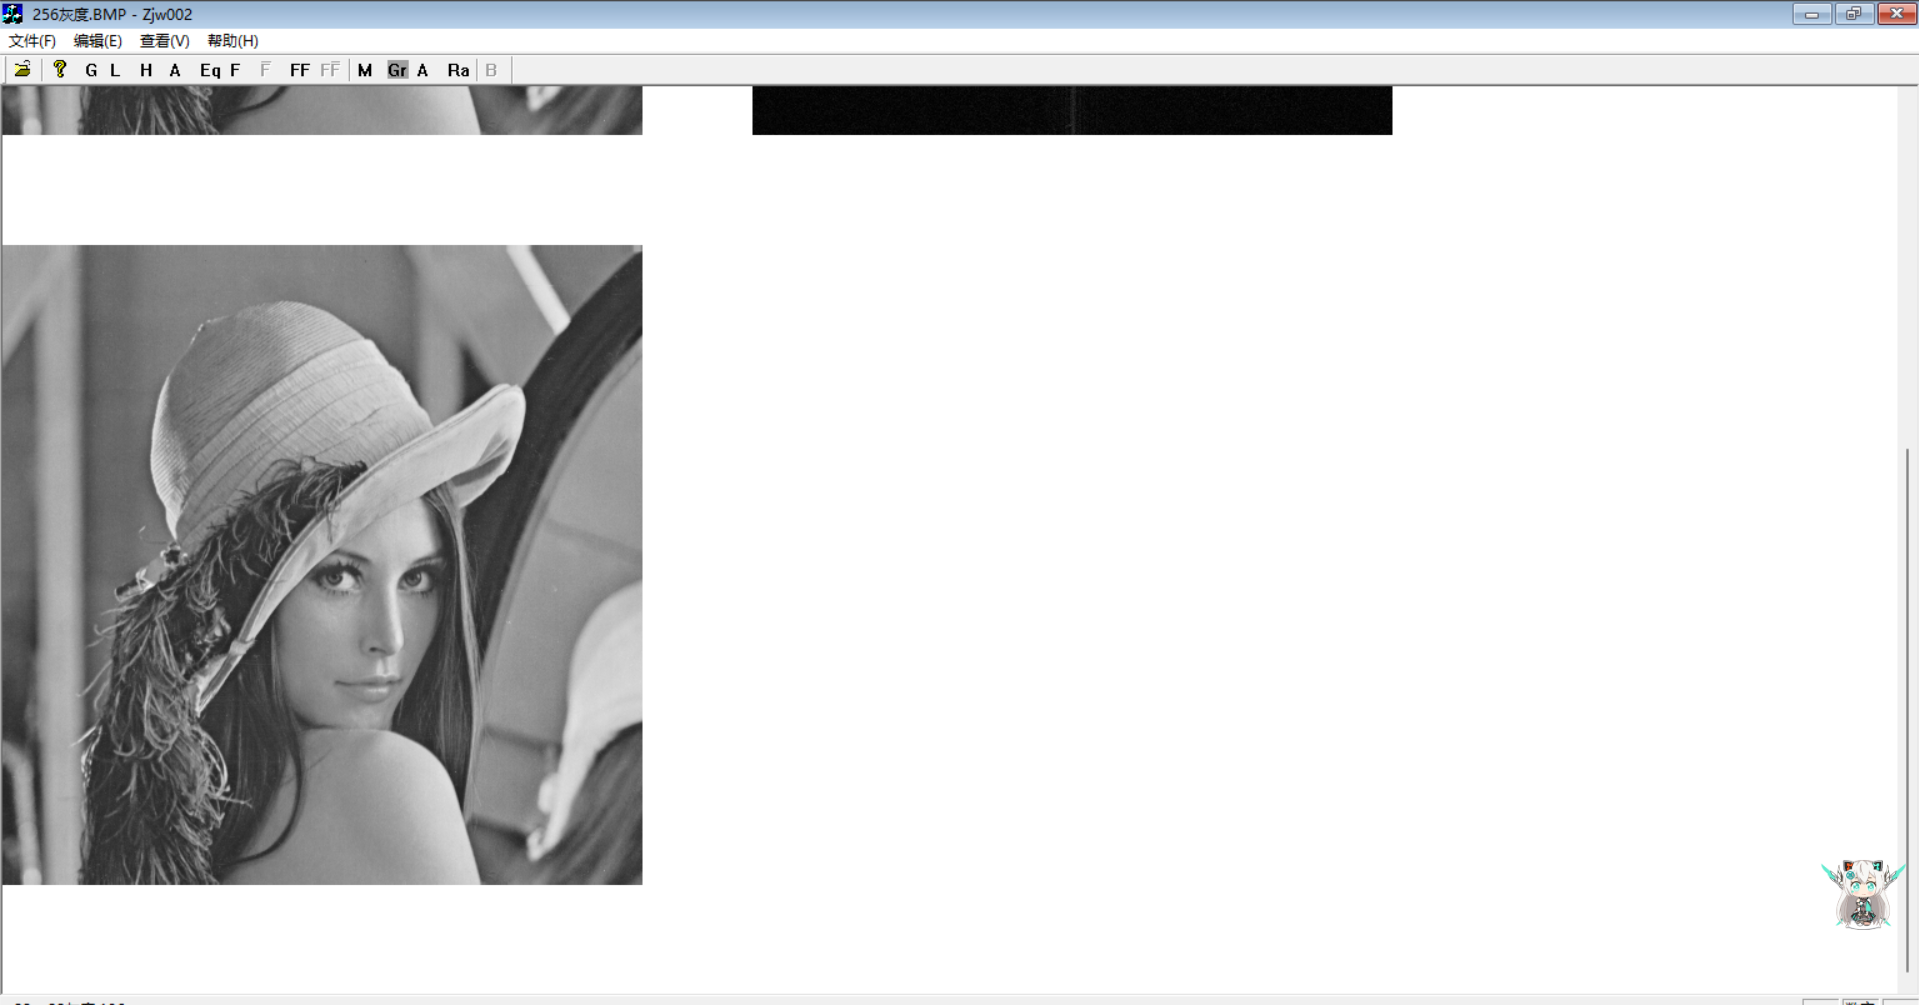 256灰度.BMP - Zjw002
文件(F) 编辑(E) 查看(V) 帮助(H)
G L H A Eq F F FF FF M Gr A Ra B